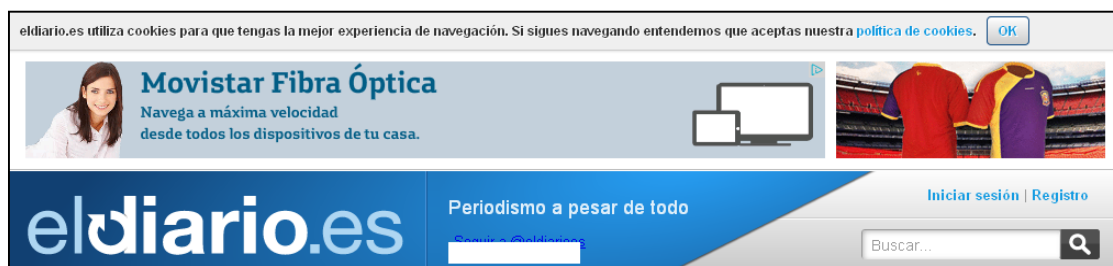 eldiario.es utiliza cookies para que tengas la mejor experiencia de navegación. Si sigues navegando entendemos que aceptas nuestra política de cookies. OK
Movistar Fibra Óptica
Navega a máxima velocidad
desde todos los dispositivos de tu casa.
Iniciar sesión | Registro
eldiario.es
Periodismo a pesar de todo
Seguir a @eldiarioes
Buscar...